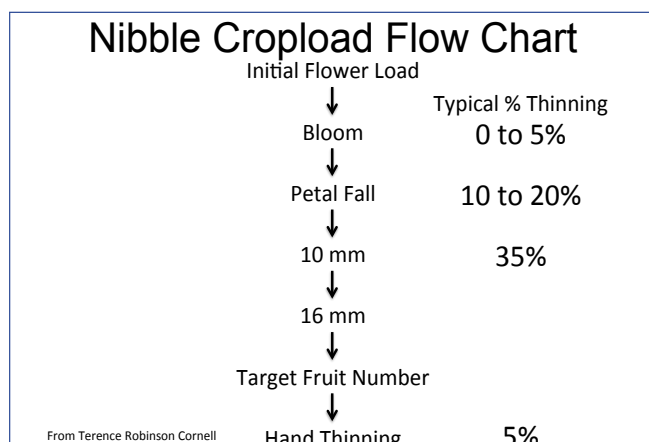 Nibble Cropload Flow Chart
Initial Flower Load
Typical % Thinning
Bloom 0 to 5%
Petal Fall 10 to 20%
10 mm 35%
16 mm
Target Fruit Number
From Terence Robinson Cornell Hand Thinning 5%